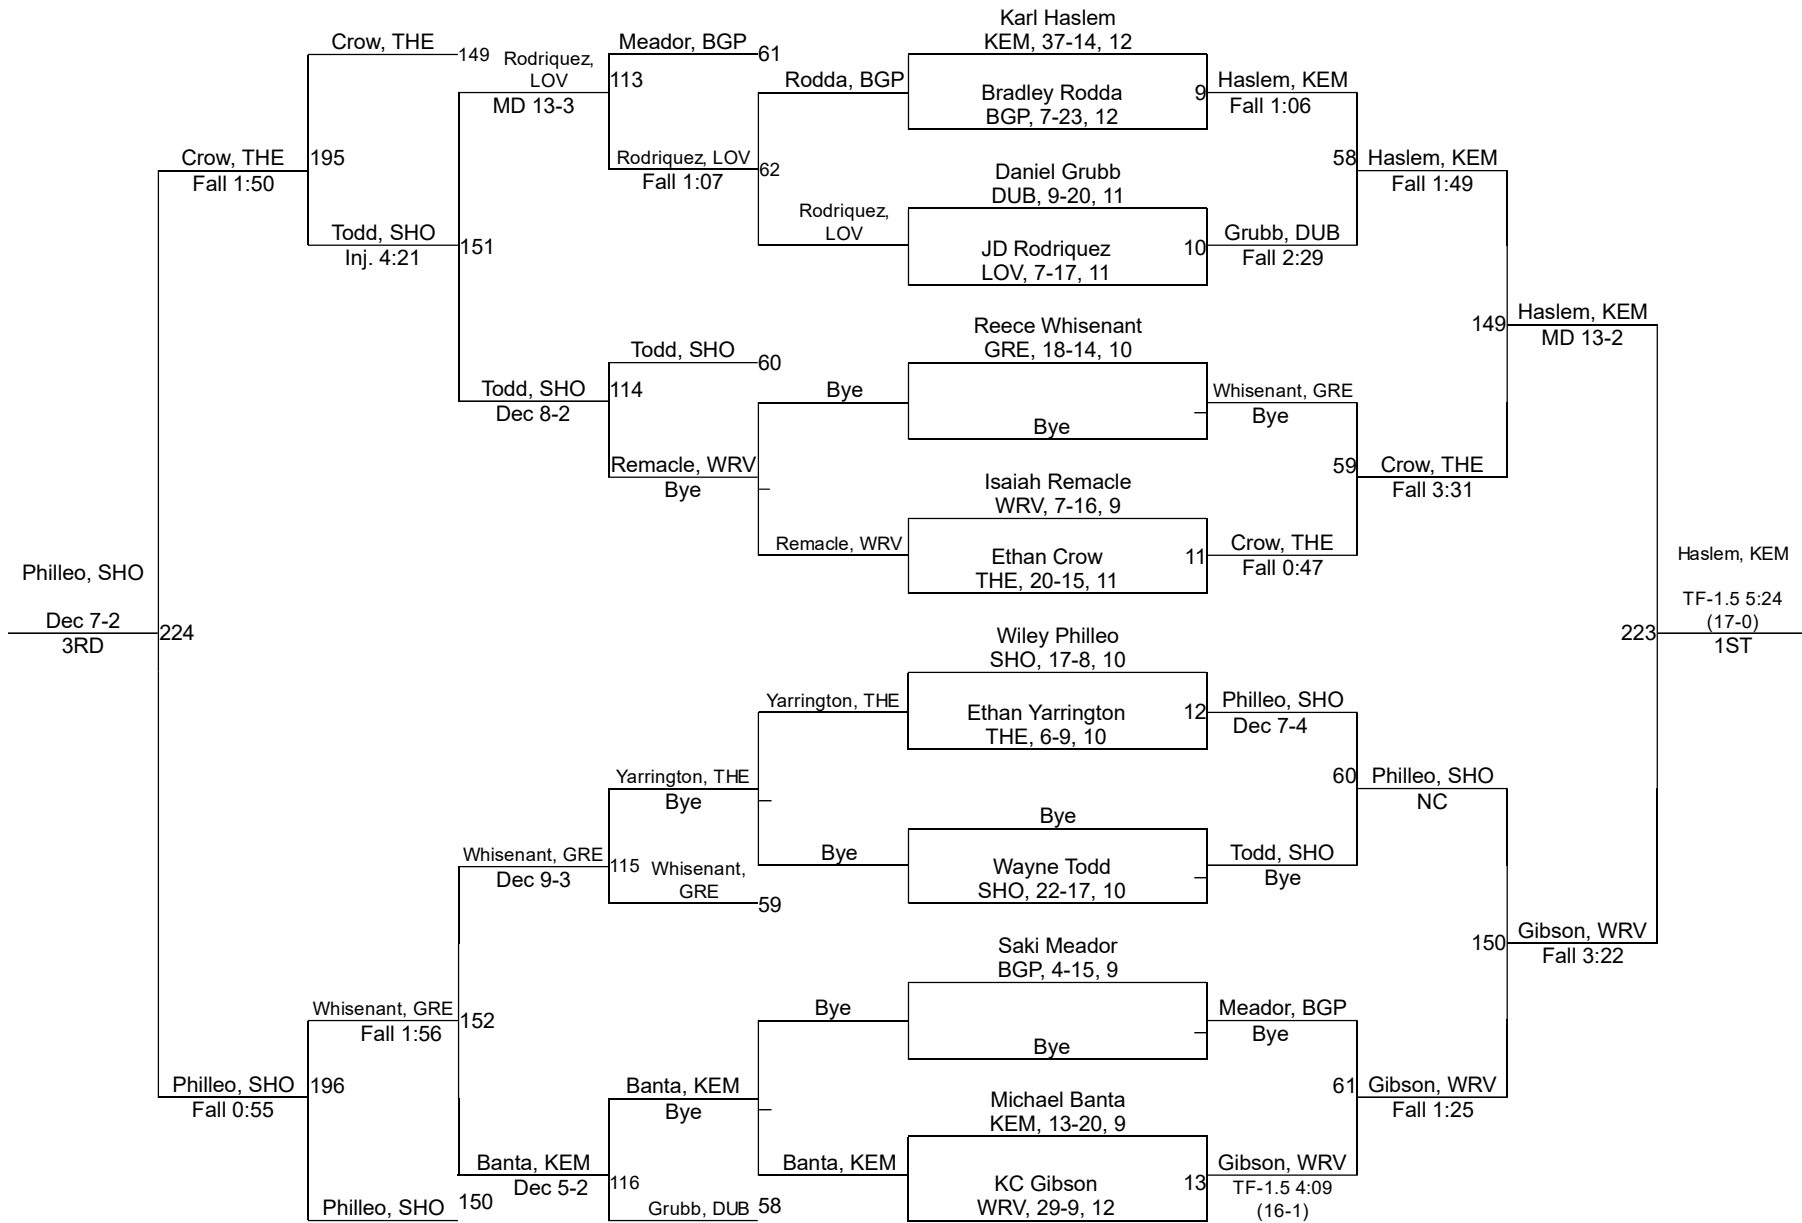 Karl Haslem
KEM, 37-14, 12
Bradley Rodda
BGP, 7-23, 12
Daniel Grubb
DUB, 9-20, 11
JD Rodriquez
LOV, 7-17, 11
Reece Whisenant
GRE, 18-14, 10
Bye
Isaiah Remacle
WRV, 7-16, 9
Ethan Crow
THE, 20-15, 11
Wiley Philleo
SHO, 17-8, 10
Ethan Yarrington
THE, 6-9, 10
Bye
Wayne Todd
SHO, 22-17, 10
Saki Meador
BGP, 4-15, 9
Bye
Michael Banta
KEM, 13-20, 9
KC Gibson
WRV, 29-9, 12
9
Haslem, KEM
Fall 1:06
10
Grubb, DUB
Fall 2:29
Whisenant, GRE
Bye
11
Crow, THE
Fall 0:47
12
Philleo, SHO
Dec 7-4
Todd, SHO
Bye
Meador, BGP
Bye
13
Gibson, WRV
TF-1.5 4:09
(16-1)
58
Haslem, KEM
Fall 1:49
59
Crow, THE
Fall 3:31
60
Philleo, SHO
NC
61
Gibson, WRV
Fall 1:25
149
Haslem, KEM
MD 13-2
150
Gibson, WRV
Fall 3:22
223
Haslem, KEM
TF-1.5 5:24
(17-0)
1ST
Rodda, BGP
Rodriquez,
LOV
Bye
Remacle, WRV
Yarrington, THE
Bye
Bye
Banta, KEM
Meador, BGP
61
Rodriquez, LOV
Fall 1:07
62
Todd, SHO
60
Remacle, WRV
Bye
Yarrington, THE
Bye
Whisenant,
GRE
59
Banta, KEM
Bye
Grubb, DUB
58
113
Rodriquez,
LOV
MD 13-3
114
Todd, SHO
Dec 8-2
115
Whisenant, GRE
Dec 9-3
116
Banta, KEM
Dec 5-2
Crow, THE
149
Todd, SHO
Inj. 4:21
151
Whisenant, GRE
Fall 1:56
152
Philleo, SHO
150
195
Crow, THE
Fall 1:50
196
Philleo, SHO
Fall 0:55
224
Philleo, SHO
Dec 7-2
3RD